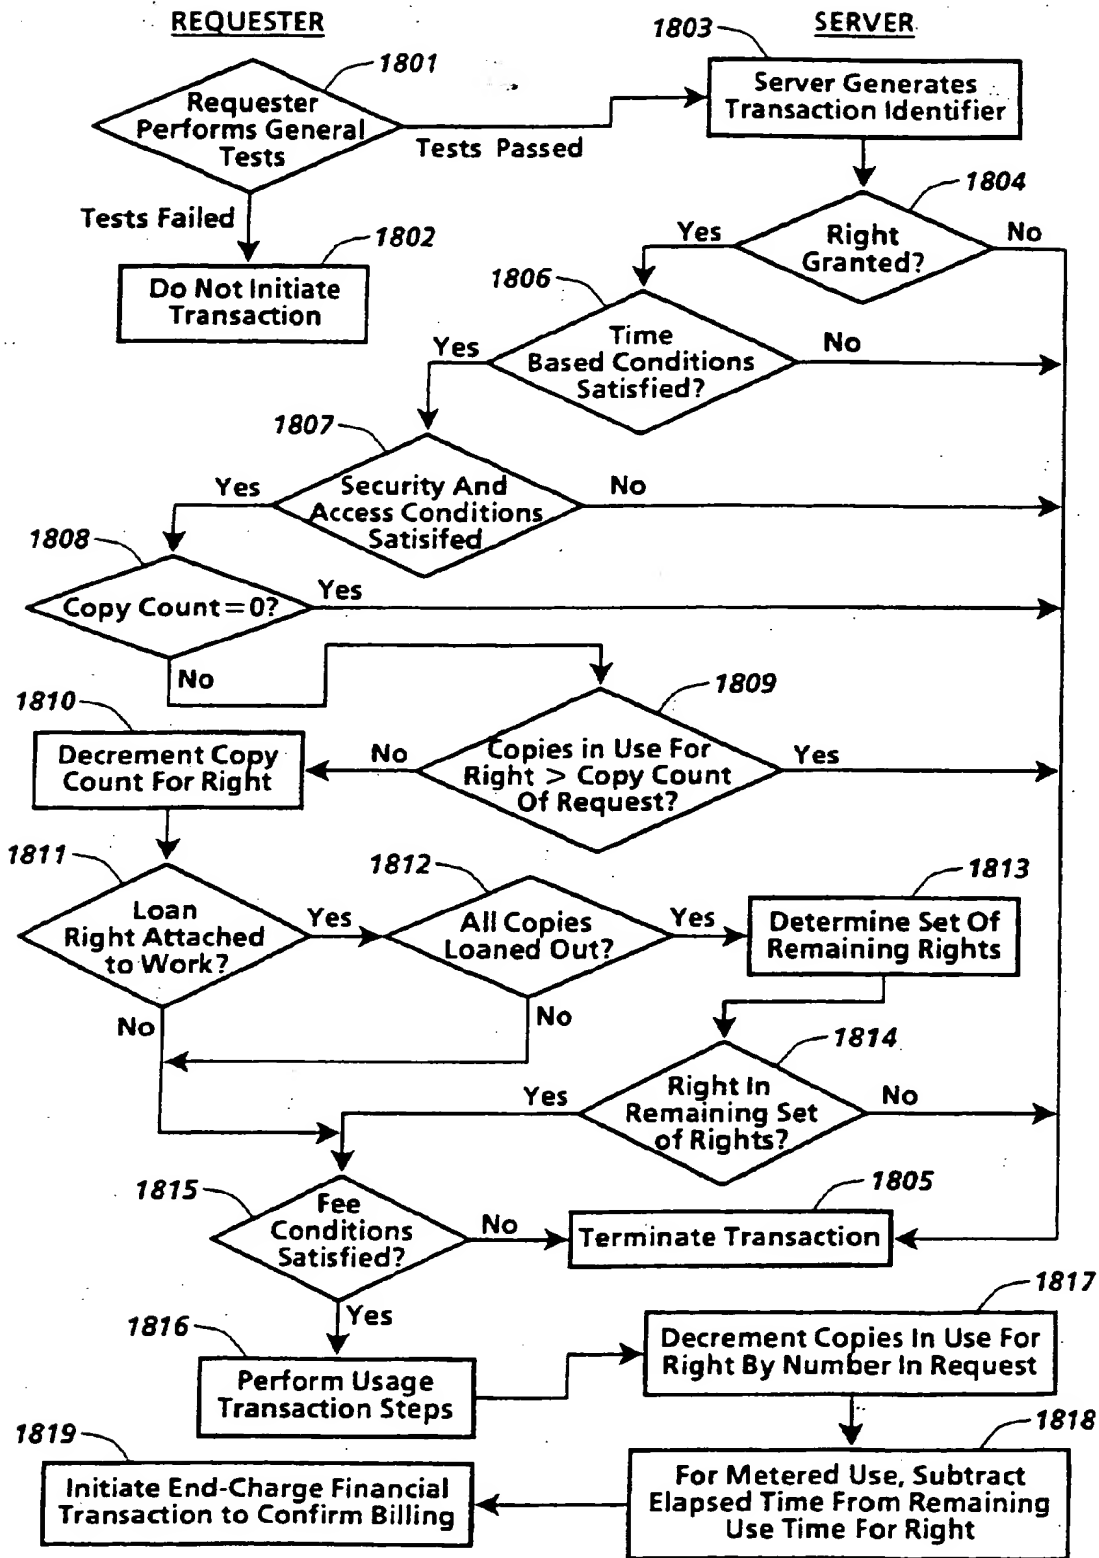 REQUESTER
SERVER
1801
Requester
Performs General
Tests
Tests Passed
Tests Failed
1802
Do Not Initiate
Transaction
1803
Server Generates
Transaction Identifier
1804
Right
Granted?
Yes
No
1806
Time
Based Conditions
Satisfied?
Yes
No
1807
Security And
Access Conditions
Satisifed
Yes
No
1808
Copy Count=0?
Yes
No
1809
Copies in Use For
Right > Copy Count
Of Request?
No
Yes
1810
Decrement Copy
Count For Right
1811
Loan
Right Attached
to Work?
Yes
No
1812
All Copies
Loaned Out?
Yes
No
1813
Determine Set Of
Remaining Rights
1814
Right In
Remaining Set
of Rights?
Yes
No
1815
Fee
Conditions
Satisfied?
No
Yes
1805
Terminate Transaction
1816
Perform Usage
Transaction Steps
1817
Decrement Copies In Use For
Right By Number In Request
1818
For Metered Use, Subtract
Elapsed Time From Remaining
Use Time For Right
1819
Initiate End-Charge Financial
Transaction to Confirm Billing